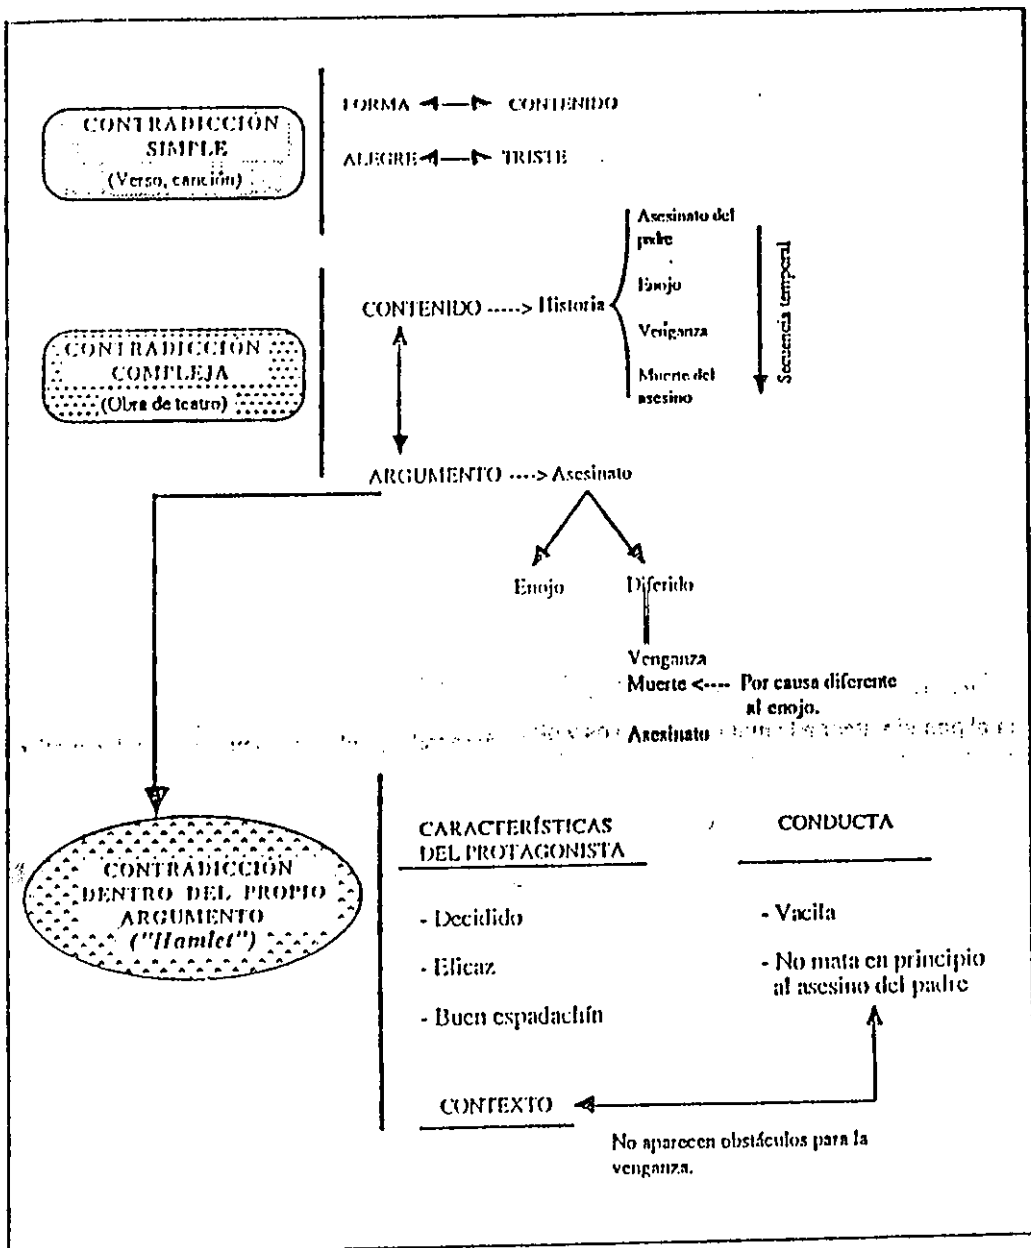 CONTRADICCIÓN
SIMPLE
(Verso, canción)
FORMA
CONTENIDO
ALEGRE
TRISTE
CONTRADICCIÓN
COMPLEJA
(Obra de teatro)
CONTENIDO ----> Historia
Asesinato del
padre
Enojo
Venganza
Muerte del
asesino
Secuencia temporal
ARGUMENTO ----> Asesinato
Enojo
Diferido
Venganza
Muerte <---- Por causa diferente
al enojo.
Asesinato
CONTRADICCIÓN
DENTRO DEL PROPIO
ARGUMENTO
("Hamlet")
CARACTERÍSTICAS
DEL PROTAGONISTA
- Decidido
- Eficaz
- Buen espadachín
CONDUCTA
- Vacila
- No mata en principio
al asesino del padre
CONTEXTO
No aparecen obstáculos para la
venganza.